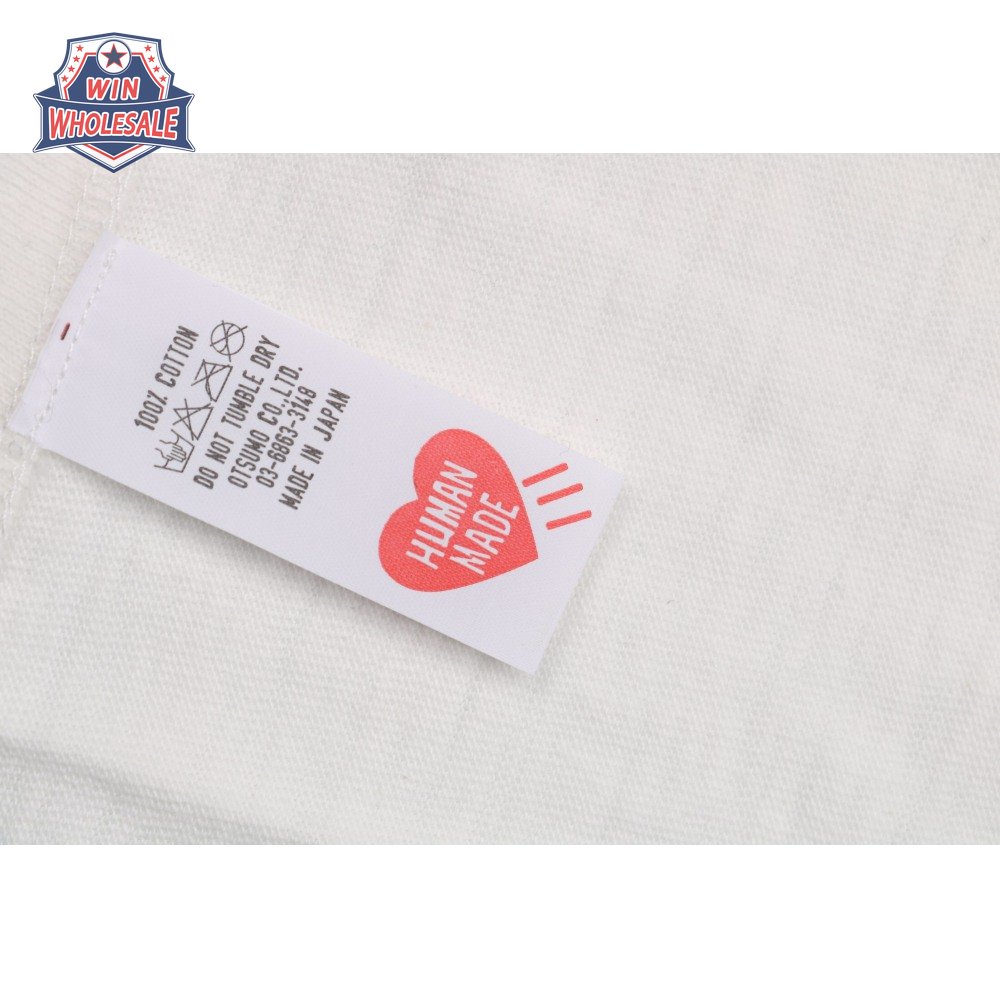 WIN
WHOLESALE
100% COTTON
DO NOT TUMBLE DRY
OTSUMO CO.,LTD.
03-6863-3148
MADE IN JAPAN
HUMAN
MADE